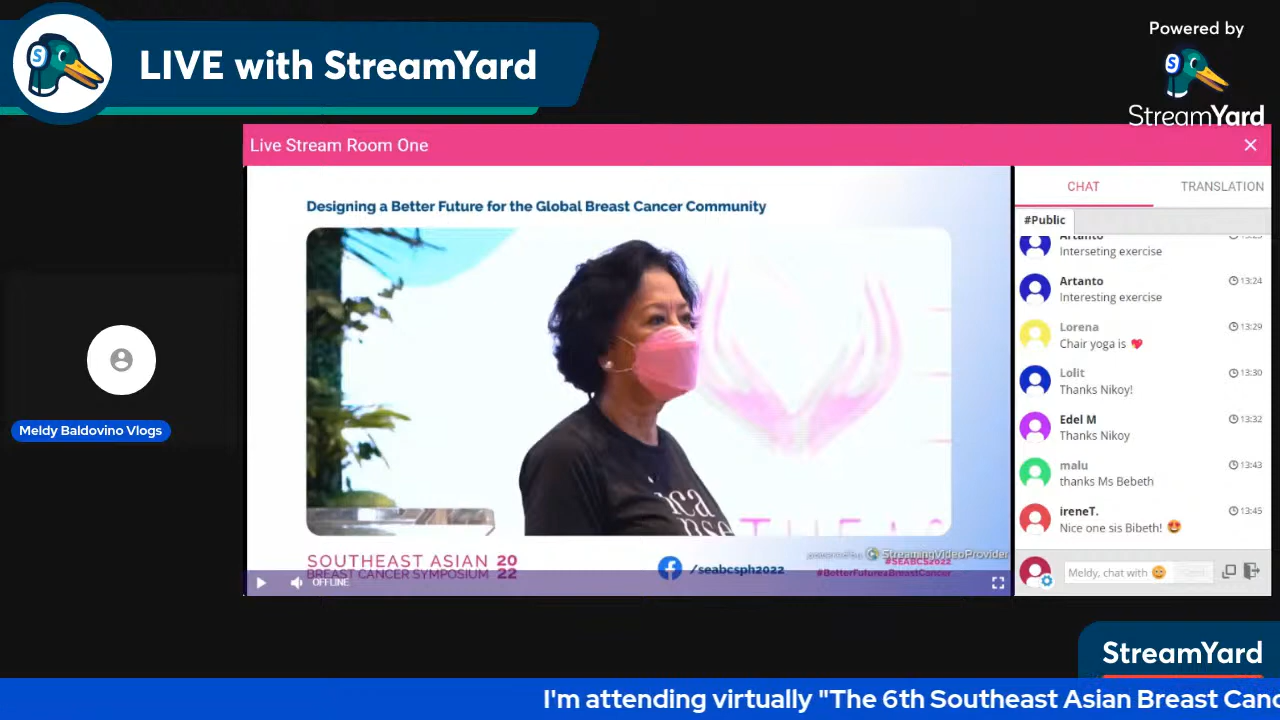 LIVE with StreamYard
Powered by
StreamYard
Live Stream Room One
Designing a Better Future for the Global Breast Cancer Community
SOUTHEAST ASIAN 20
BREAST CANCER SYMPOSIUM 22
/seabcsph2022
powered by StreamingVideoProvider
#SEABCS2022
#BetterFuture4BreastCancer
OFFLINE
CHAT
TRANSLATION
#Public
Artanto
Interseting exercise
Artanto 13:24
Interesting exercise
Lorena 13:29
Chair yoga is 💖
Lolit 13:30
Thanks Nikoy!
Edel M 13:32
Thanks Nikoy
malu 13:43
thanks Ms Bebeth
ireneT. 13:45
Nice one sis Bibeth! 😍
Meldy, chat with 😊
Meldy Baldovino Vlogs
StreamYard
I'm attending virtually "The 6th Southeast Asian Breast Canc